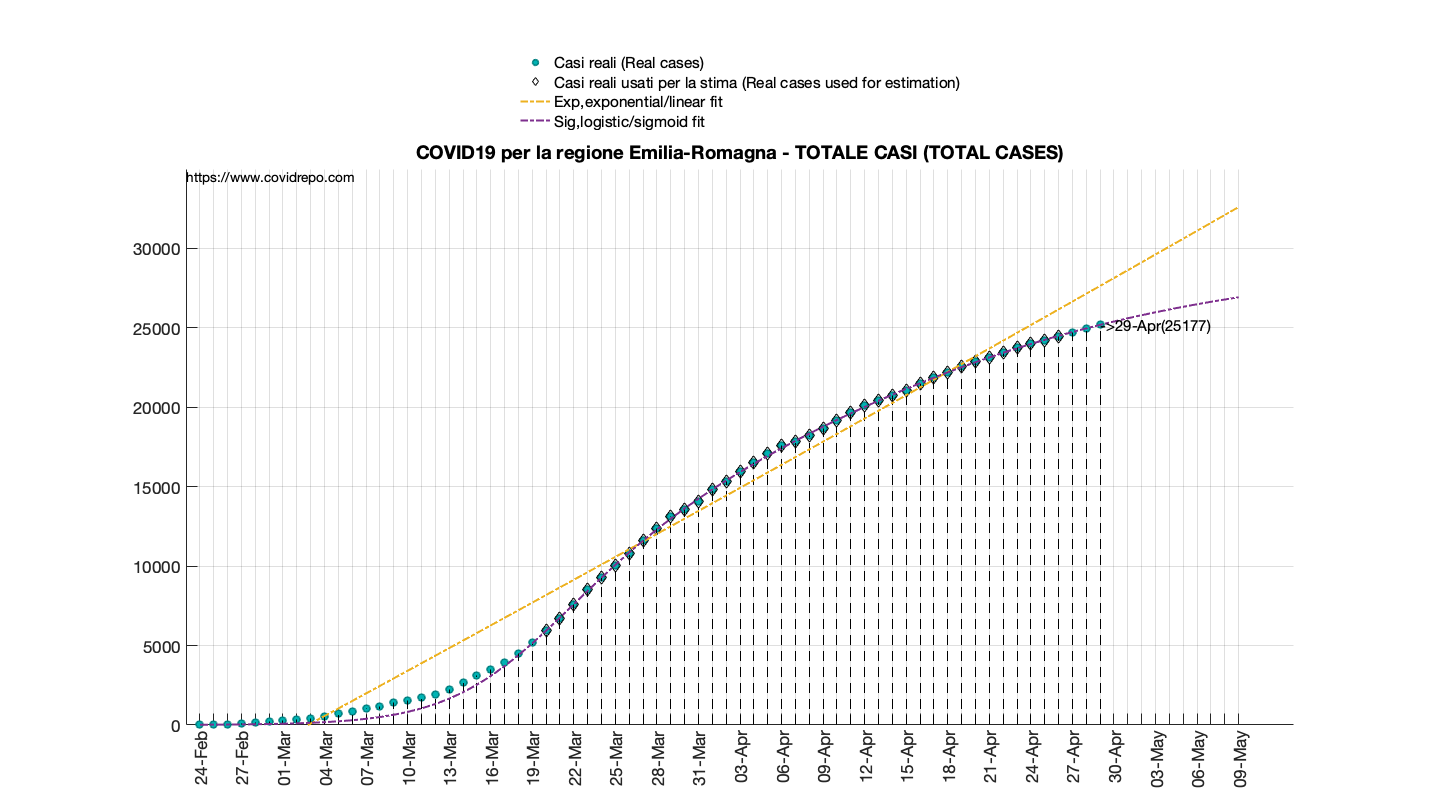 Casi reali (Real cases)
Casi reali usati per la stima (Real cases used for estimation)
Exp,exponential/linear fit
Sig,logistic/sigmoid fit
COVID19 per la regione Emilia-Romagna - TOTALE CASI (TOTAL CASES)
https://www.covidrepo.com
30000
25000
>29-Apr(25177)
20000
15000
10000
5000
0
24-Feb
27-Feb
01-Mar
04-Mar
07-Mar
10-Mar
13-Mar
16-Mar
19-Mar
22-Mar
25-Mar
28-Mar
31-Mar
03-Apr
06-Apr
09-Apr
12-Apr
15-Apr
18-Apr
21-Apr
24-Apr
27-Apr
30-Apr
03-May
06-May
09-May